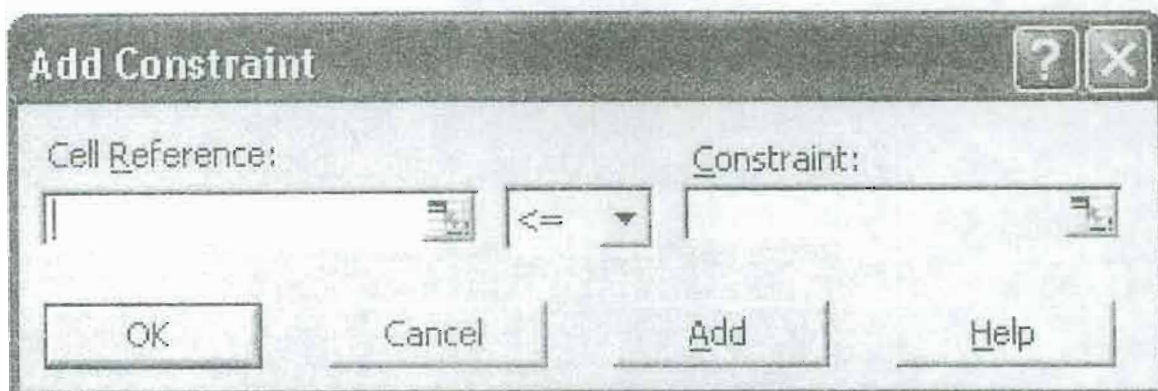 Add Constraint ? X
Cell Reference: Constraint:
<=
OK Cancel Add Help